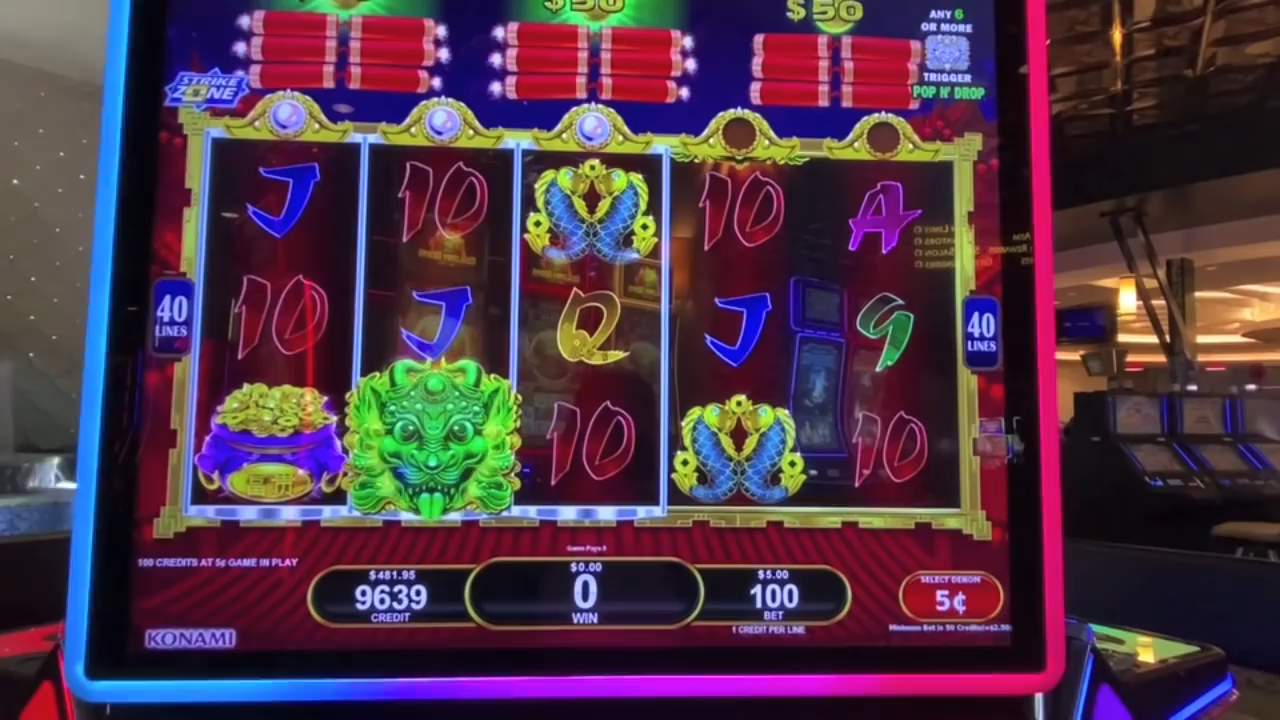 $50
$50
ANY 6
OR MORE
TRIGGER
POP N' DROP
STRIKE
ZONE
J
10
10
A
40
LINES
10
J
Q
J
9
40
LINES
福
10
10
100 CREDITS AT 5¢ GAME IN PLAY
$481.95
9639
CREDIT
$0.00
0
WIN
$5.00
100
BET
1 CREDIT PER LINE
SELECT DENOM
5¢
KONAMI